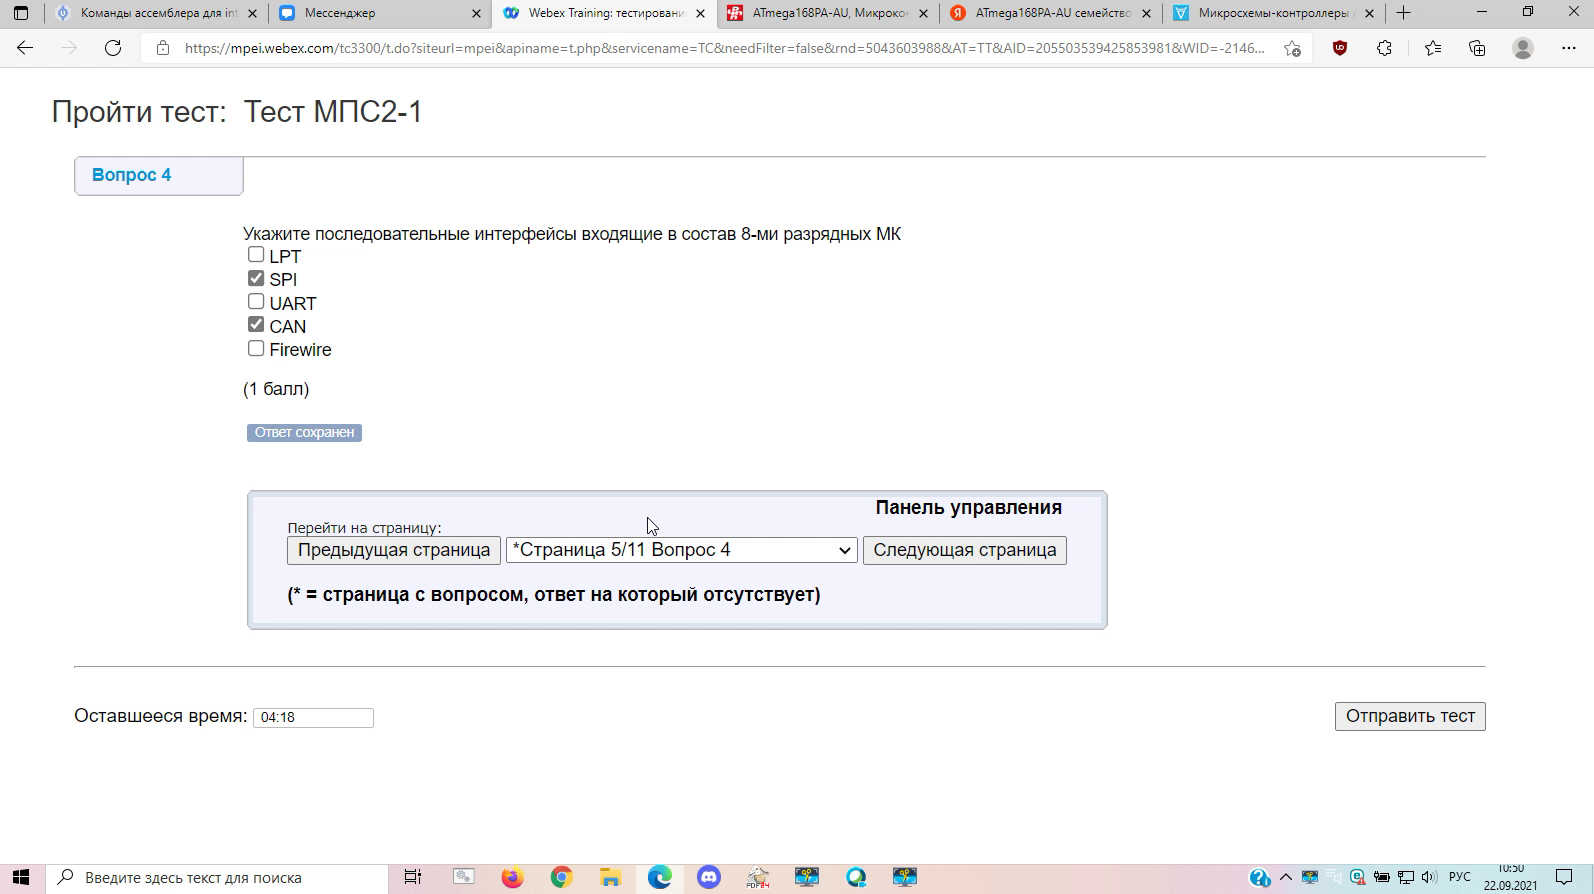 Команды ассемблера для int
Мессенджер
Webex Training: тестировани
ATmega168PA-AU, Микрокон
ATmega168PA-AU семейство
Микросхемы-контроллеры A
https://mpei.webex.com/tc3300/t.do?siteurl=mpei&apiname=t.php&servicename=TC&needFilter=false&rnd=5043603988&AT=TT&AID=205503539425853981&WID=-2146...
Пройти тест: Тест МПС2-1
Вопрос 4
Укажите последовательные интерфейсы входящие в состав 8-ми разрядных МК
LPT
SPI
UART
CAN
Firewire
(1 балл)
Ответ сохранен
Панель управления
Перейти на страницу:
Предыдущая страница
*Страница 5/11 Вопрос 4
Следующая страница
(* = страница с вопросом, ответ на который отсутствует)
Оставшееся время: 04:18
Отправить тест
Введите здесь текст для поиска
PDF24
РУС
10:50
22.09.2021